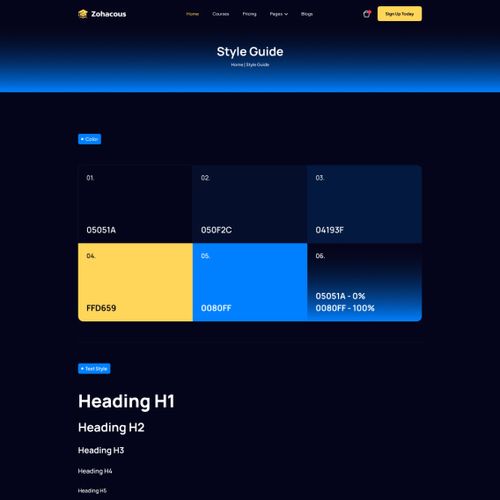 Zohacous
Home Courses Pricing Pages Blogs
Sign Up Today
Style Guide
Home | Style Guide
Color
01.
02.
03.
05051A
050F2C
04193F
04.
05.
06.
FFD659
0080FF
05051A - 0%
0080FF - 100%
Text Style
Heading H1
Heading H2
Heading H3
Heading H4
Heading H5